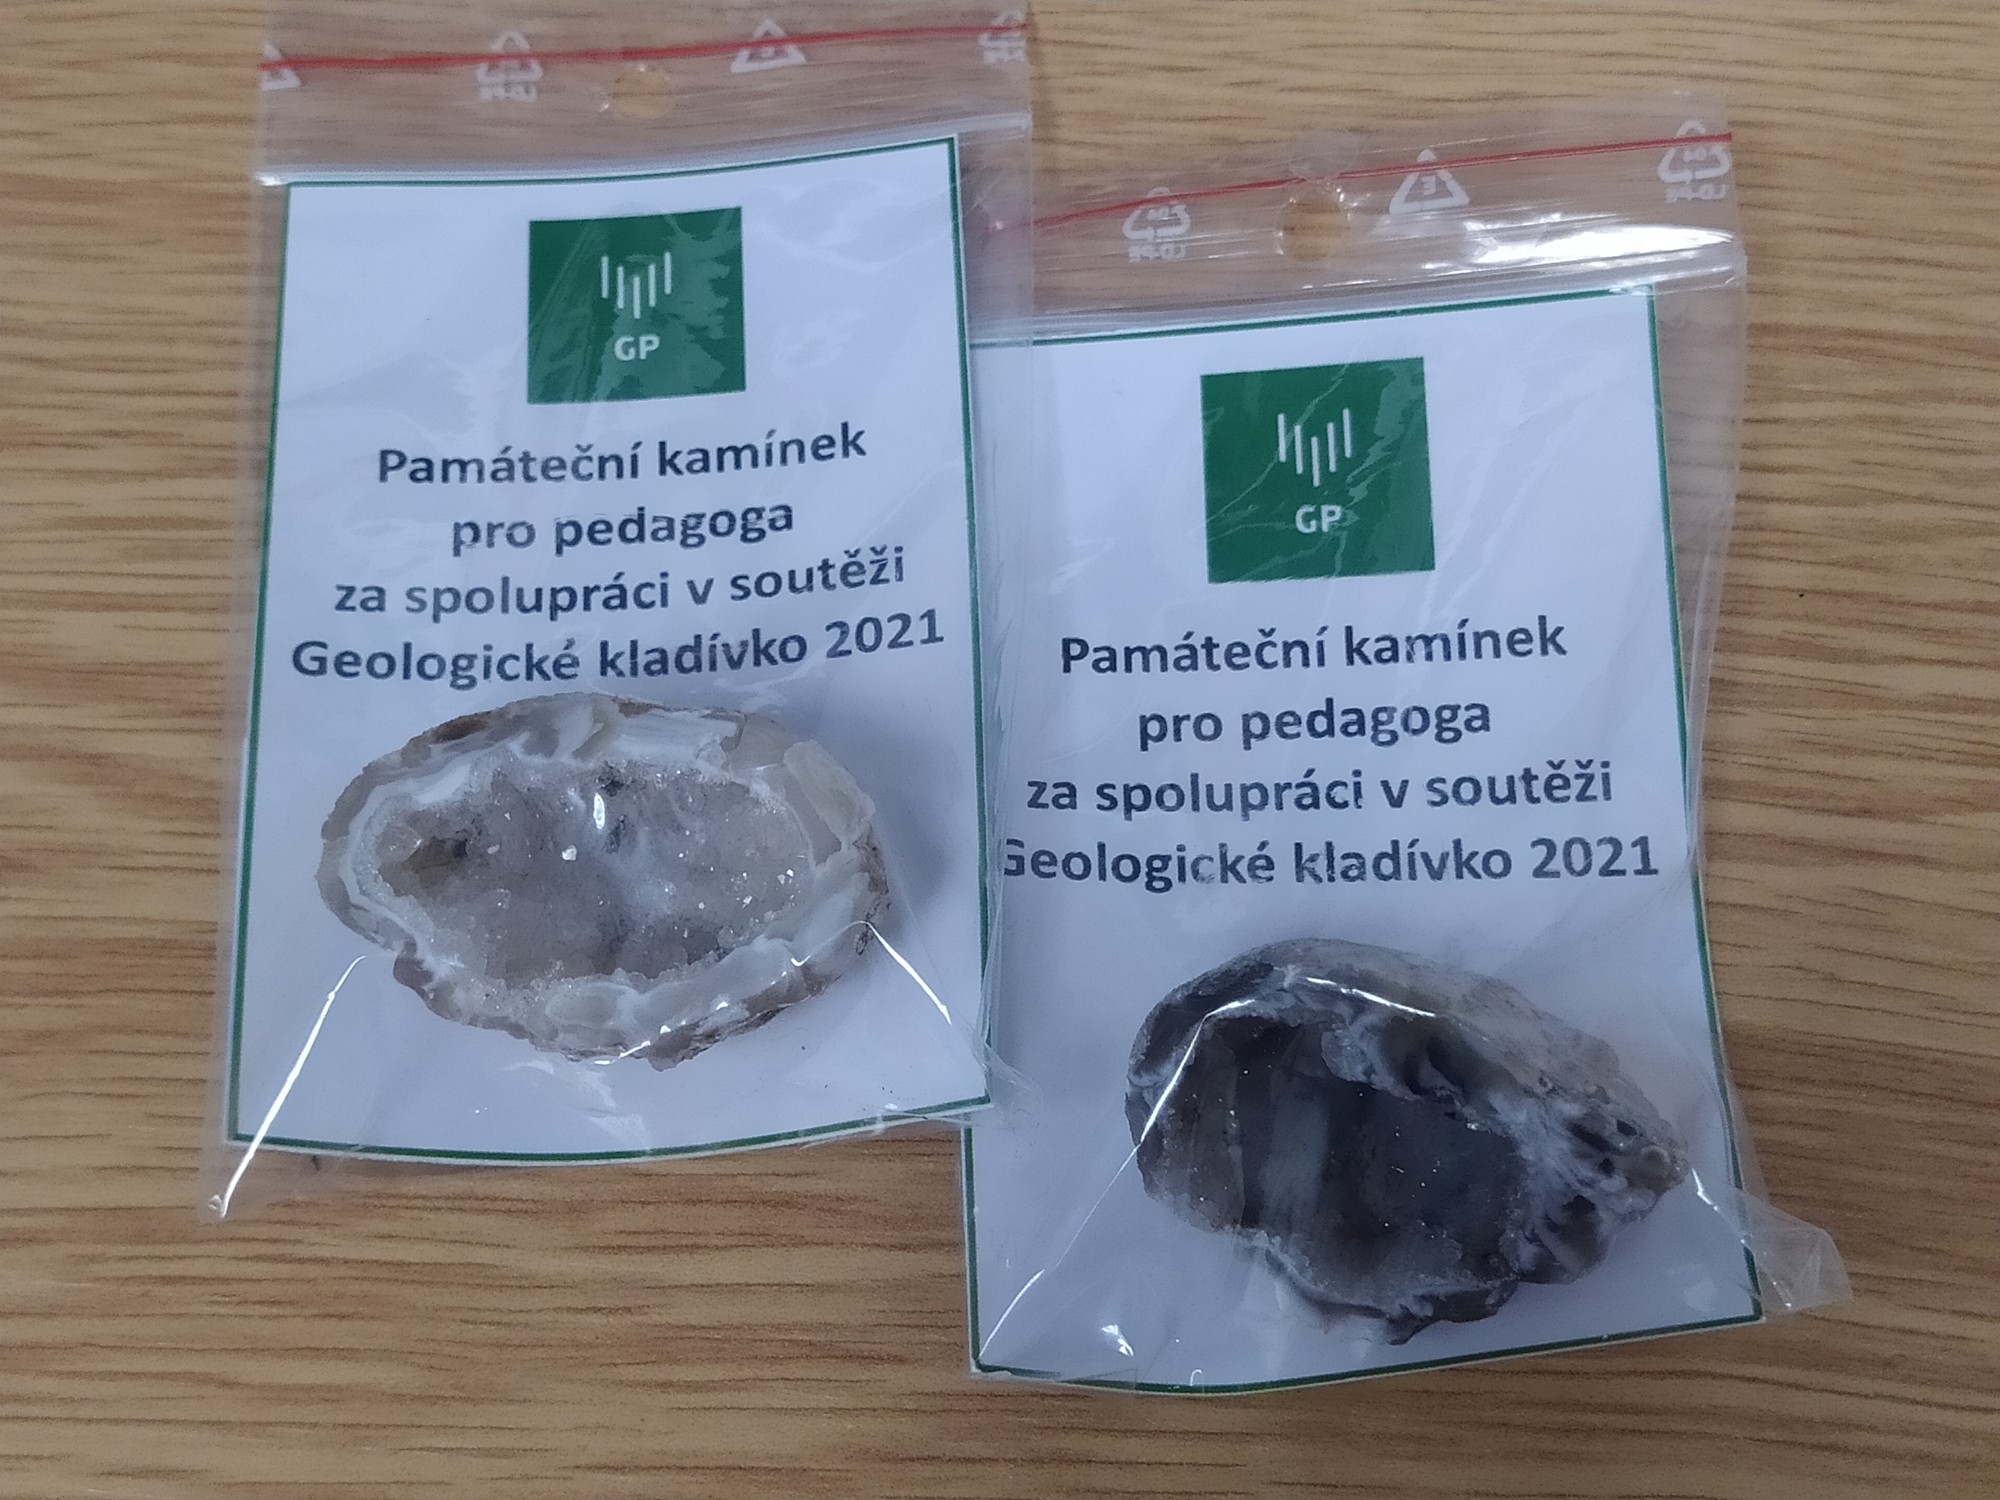 GP
Památeční kamínek
pro pedagoga
za spolupráci v soutěži
Geologické kladívko 2021
GP
Památeční kamínek
pro pedagoga
za spolupráci v soutěži
Geologické kladívko 2021